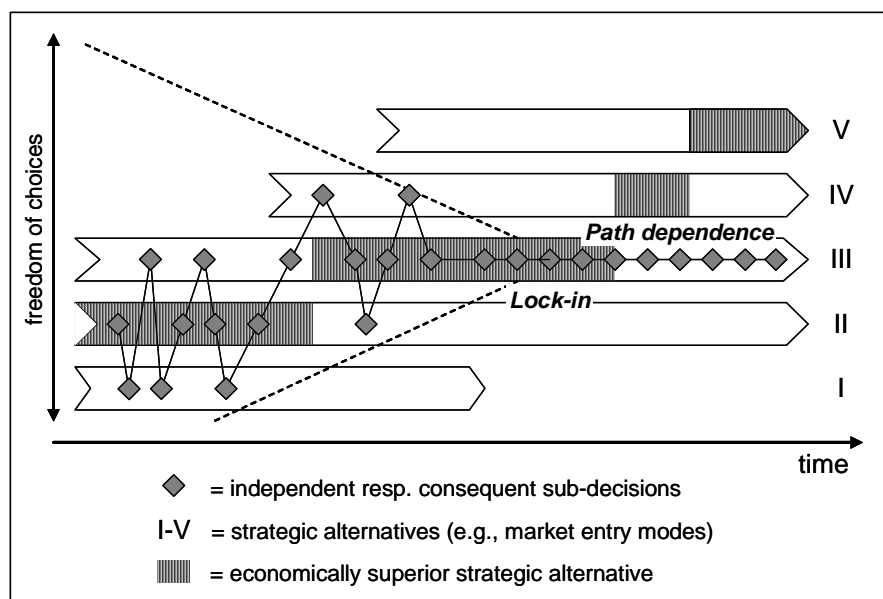 freedom of choices
V
IV
Path dependence
III
Lock-in
II
I
time
= independent resp. consequent sub-decisions
I-V = strategic alternatives (e.g., market entry modes)
= economically superior strategic alternative